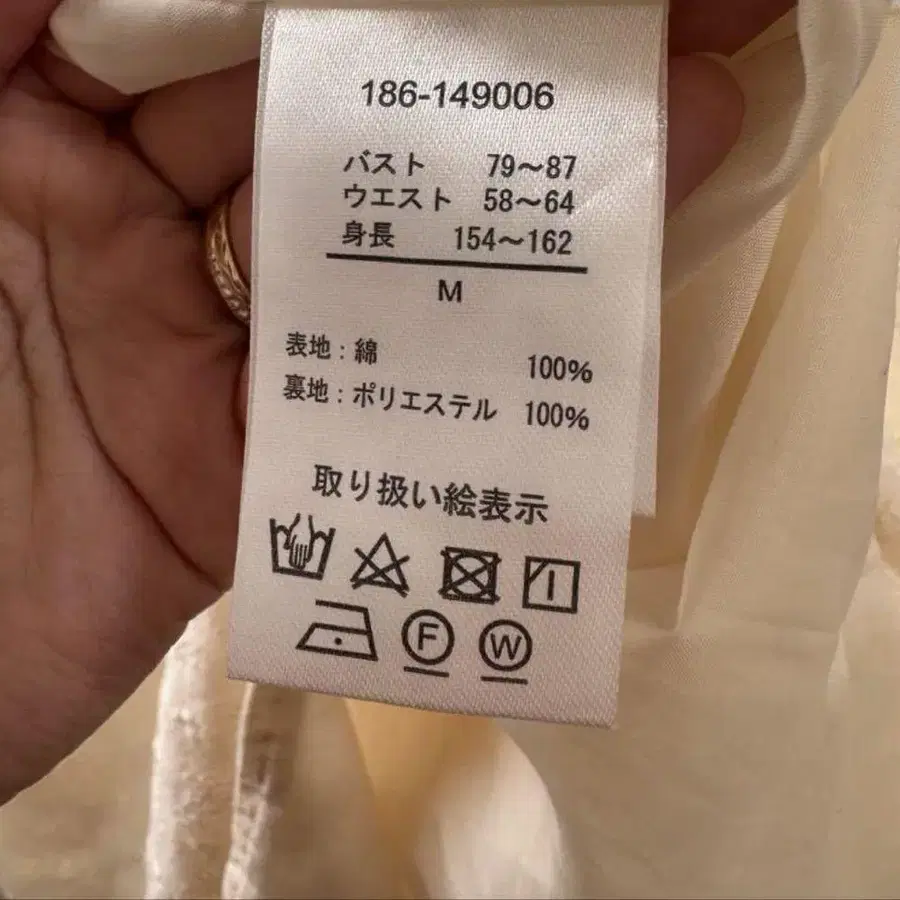 186-149006
バスト 79～87
ウエスト 58～64
身長 154～162
M
表地：綿 100%
裏地：ポリエステル 100%
取り扱い絵表示
F W